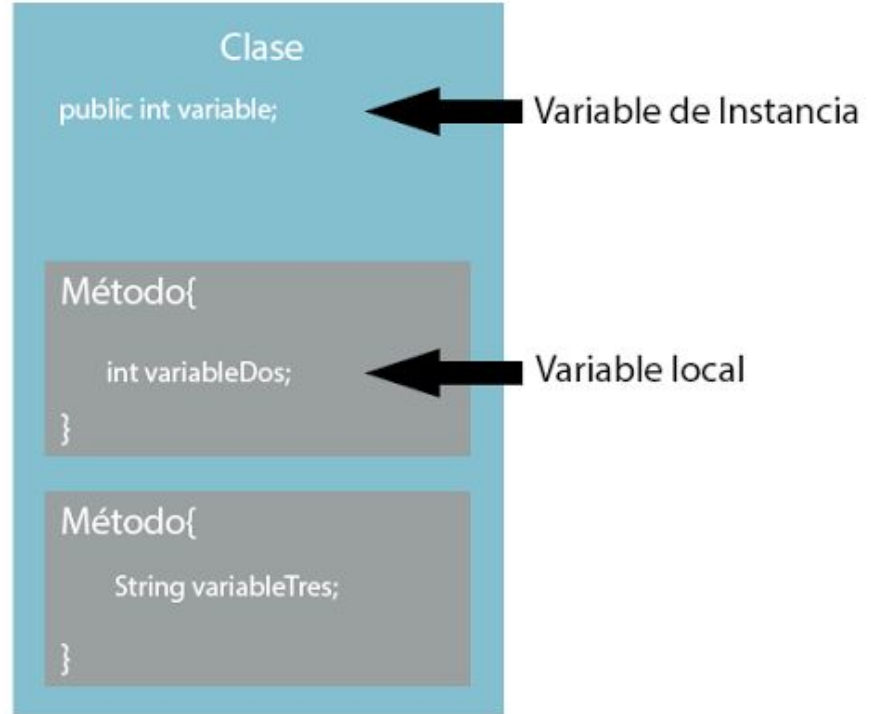 Clase
public int variable;
Variable de Instancia
Método{
int variableDos;
Variable local
}
Método{
String variableTres;
}